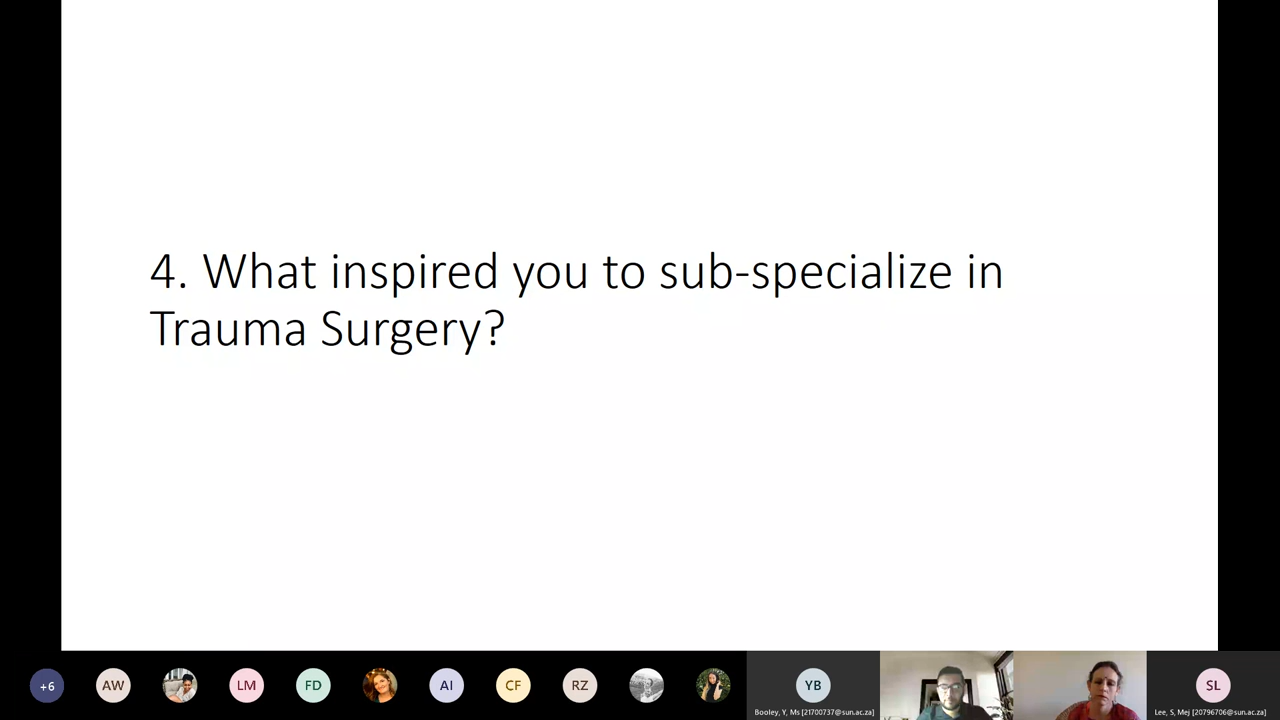 4. What inspired you to sub-specialize in
Trauma Surgery?
+6
AW
LM
FD
AI
CF
RZ
YB
SL
Booley, Y, Ms [21700737@sun.ac.za]
Lee, S, Mej [20796706@sun.ac.za]